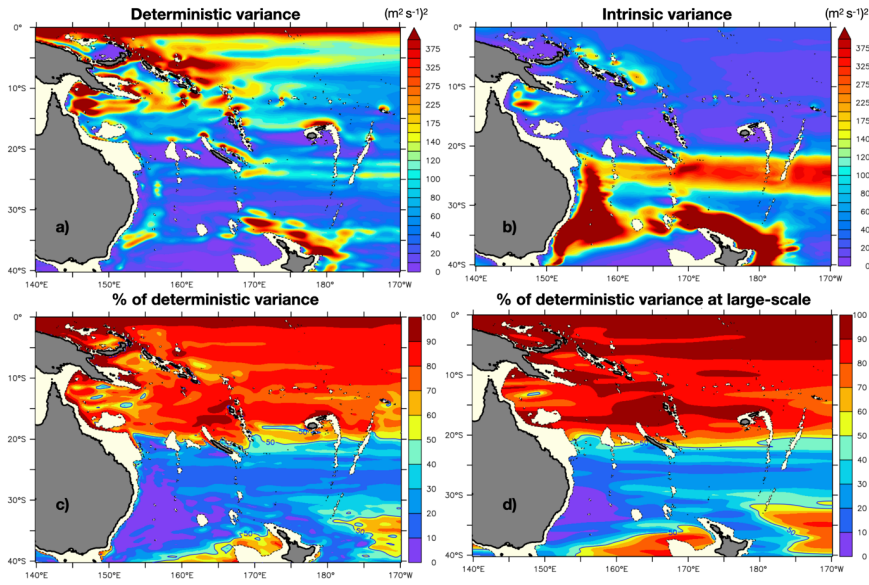 Deterministic variance (m² s⁻¹)²
Intrinsic variance (m² s⁻¹)²
0°
10°S
20°S
30°S
40°S
140°E 150°E 160°E 170°E 180° 170°W
375
275
225
175
140
120
100
80
60
40
20
0
a)
0°
10°S
20°S
30°S
40°S
140°E 150°E 160°E 170°E 180° 170°W
375
275
225
175
140
120
100
80
60
40
20
0
b)
% of deterministic variance
% of deterministic variance at large-scale
0°
10°S
20°S
30°S
40°S
140°E 150°E 160°E 170°E 180° 170°W
100
90
80
70
60
50
40
30
20
10
0
50
c)
0°
10°S
20°S
30°S
40°S
140°E 150°E 160°E 170°E 180° 170°W
100
90
80
70
60
50
40
30
20
10
0
d)